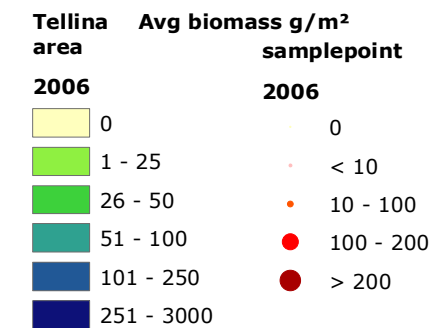 Tellina area
Avg biomass g/m²
samplepoint
2006
0
1 - 25
26 - 50
51 - 100
101 - 250
251 - 3000
2006
0
< 10
10 - 100
100 - 200
> 200